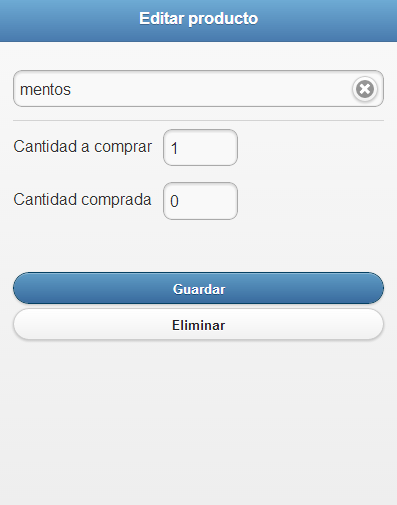 Editar producto
mentos
Cantidad a comprar 1
Cantidad comprada 0
Guardar
Eliminar